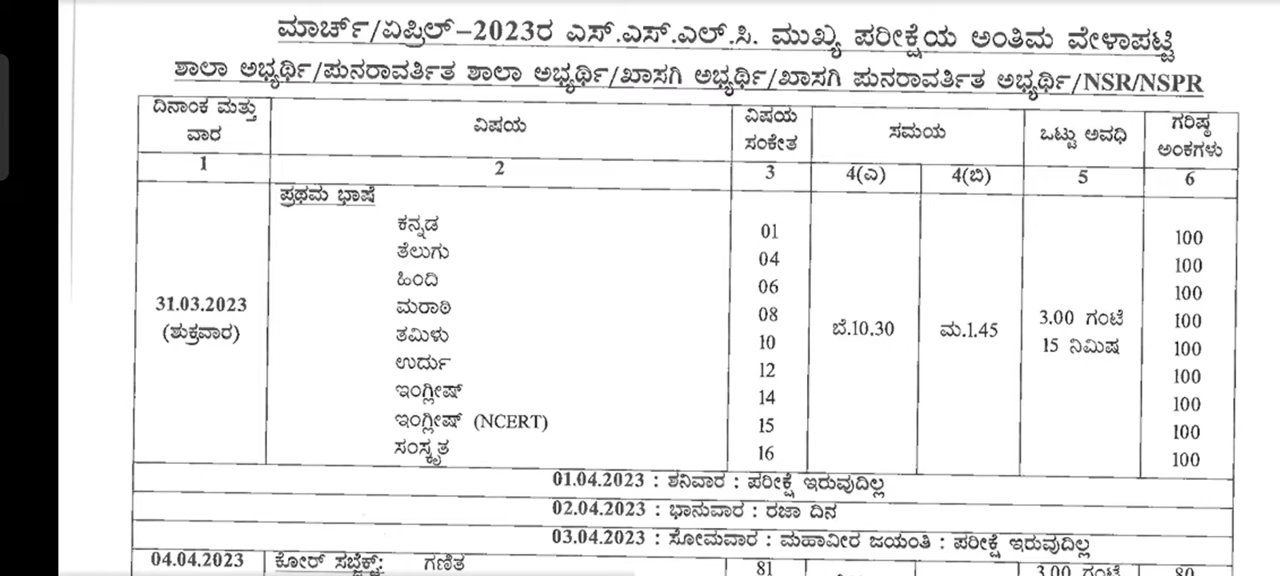 ಮಾರ್ಚ್/ಏಪ್ರಿಲ್-2023ರ ಎಸ್.ಎಸ್.ಎಲ್.ಸಿ. ಮುಖ್ಯ ಪರೀಕ್ಷೆಯ ಅಂತಿಮ ವೇಳಾಪಟ್ಟಿ
ಶಾಲಾ ಅಭ್ಯರ್ಥಿ/ಪುನರಾವರ್ತಿತ ಶಾಲಾ ಅಭ್ಯರ್ಥಿ/ಖಾಸಗಿ ಅಭ್ಯರ್ಥಿ/ಖಾಸಗಿ ಪುನರಾವರ್ತಿತ ಅಭ್ಯರ್ಥಿ/NSR/NSPR
ದಿನಾಂಕ ಮತ್ತು ವಾರ ವಿಷಯ ವಿಷಯ ಸಂಕೇತ ಸಮಯ ಒಟ್ಟು ಅವಧಿ ಗರಿಷ್ಠ ಅಂಕಗಳು
1 2 3 4(ಎ) 4(ಬಿ) 5 6
ಪ್ರಥಮ ಭಾಷೆ
ಕನ್ನಡ 01 100
ತೆಲುಗು 04 100
ಹಿಂದಿ 06 100
31.03.2023 ಮರಾಠಿ 08 3.00 ಗಂಟೆ 100
(ಶುಕ್ರವಾರ) ತಮಿಳು 10 ಬೆ.10.30 ಮ.1.45 15 ನಿಮಿಷ 100
ಉರ್ದು 12 100
ಇಂಗ್ಲೀಷ್ 14 100
ಇಂಗ್ಲೀಷ್ (NCERT) 15 100
ಸಂಸ್ಕೃತ 16 100
01.04.2023 : ಶನಿವಾರ : ಪರೀಕ್ಷೆ ಇರುವುದಿಲ್ಲ
02.04.2023 : ಭಾನುವಾರ : ರಜಾ ದಿನ
03.04.2023 : ಸೋಮವಾರ : ಮಹಾವೀರ ಜಯಂತಿ : ಪರೀಕ್ಷೆ ಇರುವುದಿಲ್ಲ
04.04.2023 ಕೋರ್ ಸಬ್ಜೆಕ್ಟ್: ಗಣಿತ 81 3.00 ಗಂಟೆ 80